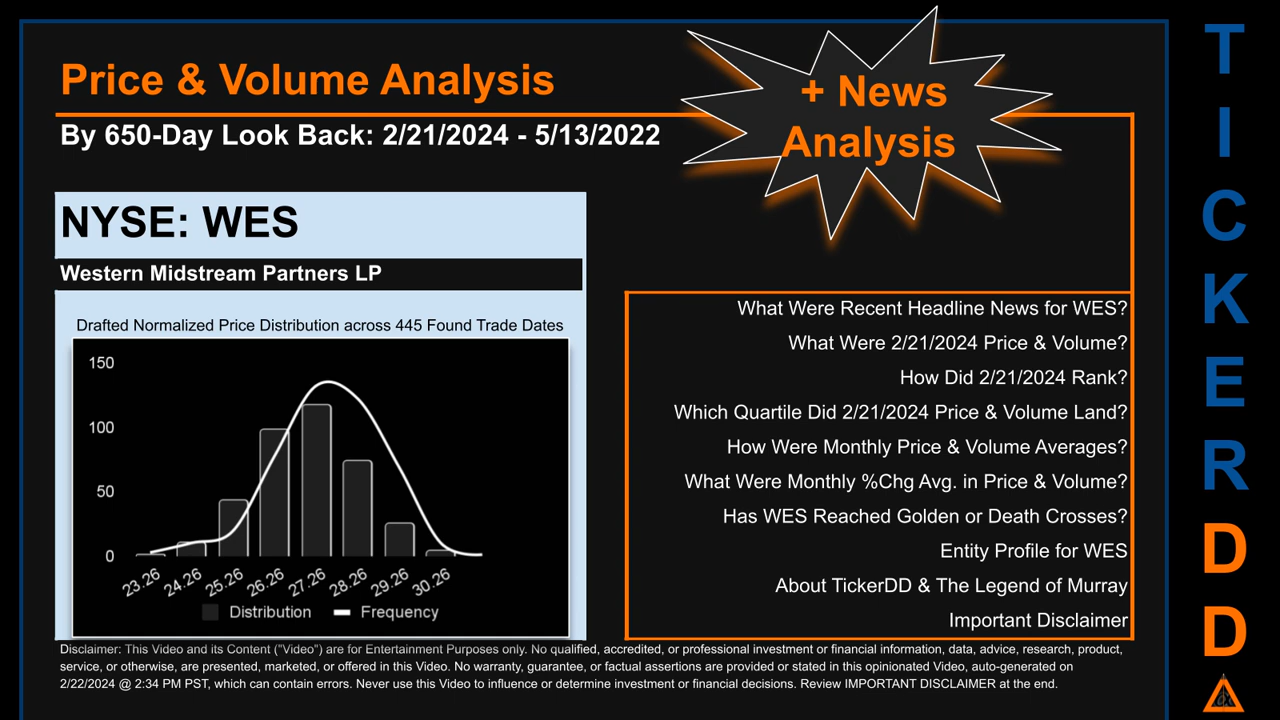 Price & Volume Analysis
+ News
Analysis
By 650-Day Look Back: 2/21/2024 - 5/13/2022
NYSE: WES
Western Midstream Partners LP
Drafted Normalized Price Distribution across 445 Found Trade Dates
150
100
50
0
23.26 24.26 25.26 26.26 27.26 28.26 29.26 30.26
Distribution Frequency
What Were Recent Headline News for WES?
What Were 2/21/2024 Price & Volume?
How Did 2/21/2024 Rank?
Which Quartile Did 2/21/2024 Price & Volume Land?
How Were Monthly Price & Volume Averages?
What Were Monthly %Chg Avg. in Price & Volume?
Has WES Reached Golden or Death Crosses?
Entity Profile for WES
About TickerDD & The Legend of Murray
Important Disclaimer
Disclaimer: This Video and its Content ("Video") are for Entertainment Purposes only. No qualified, accredited, or professional investment or financial information, data, advice, research, product,
service, or otherwise, are presented, marketed, or offered in this Video. No warranty, guarantee, or factual assertions are provided or stated in this opinionated Video, auto-generated on
2/22/2024 @ 2:34 PM PST, which can contain errors. Never use this Video to influence or determine investment or financial decisions. Review IMPORTANT DISCLAIMER at the end.
T
I
C
K
E
R
D
D